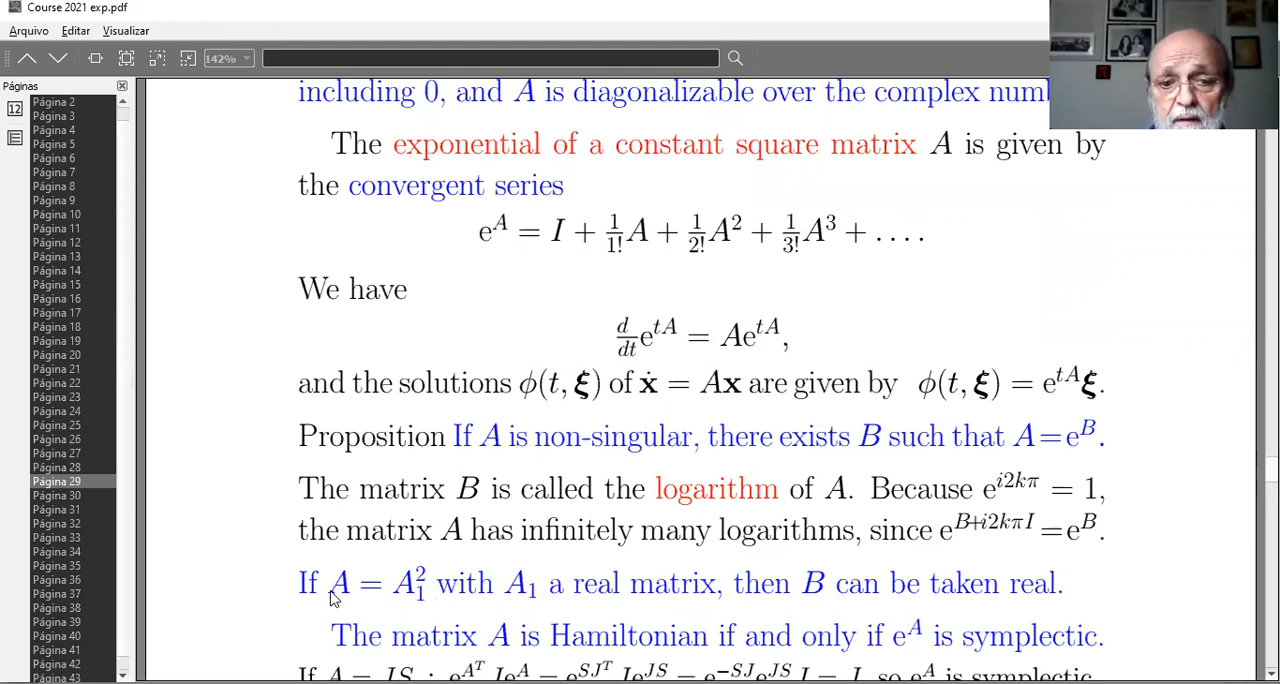 Course 2021 exp.pdf
Arquivo Editar Visualizar
142%
Páginas
12
Página 2
Página 3
Página 4
Página 5
Página 6
Página 7
Página 8
Página 9
Página 10
Página 11
Página 12
Página 13
Página 14
Página 15
Página 16
Página 17
Página 18
Página 19
Página 20
Página 21
Página 22
Página 23
Página 24
Página 25
Página 26
Página 27
Página 28
Página 29
Página 30
Página 31
Página 32
Página 33
Página 34
Página 35
Página 36
Página 37
Página 38
Página 39
Página 40
Página 41
Página 42
Página 43
including 0, and A is diagonalizable over the complex
The exponential of a constant square matrix A is given by
the convergent series
e^A = I + 1/1! A + 1/2! A² + 1/3! A³ + ....
We have
d/dt e^{tA} = Ae^{tA},
and the solutions ϕ(t, ξ) of ẋ = Ax are given by ϕ(t, ξ) = e^{tA}ξ.
Proposition If A is non-singular, there exists B such that A=e^B.
The matrix B is called the logarithm of A. Because e^{i2kπ} = 1,
the matrix A has infinitely many logarithms, since e^{B+i2kπI}=e^B.
If A = A₁² with A₁ a real matrix, then B can be taken real.
The matrix A is Hamiltonian if and only if e^A is symplectic.